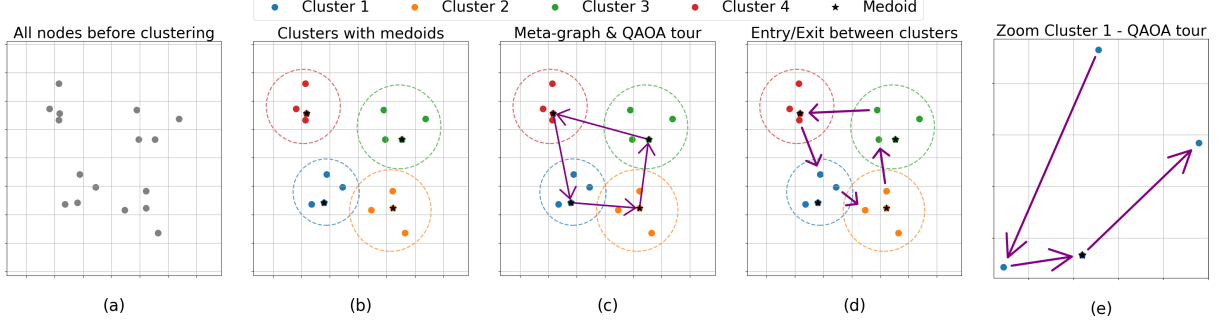 Cluster 1 Cluster 2 Cluster 3 Cluster 4 Medoid
All nodes before clustering
Clusters with medoids
Meta-graph & QAOA tour
Entry/Exit between clusters
Zoom Cluster 1 - QAOA tour
(a)
(b)
(c)
(d)
(e)